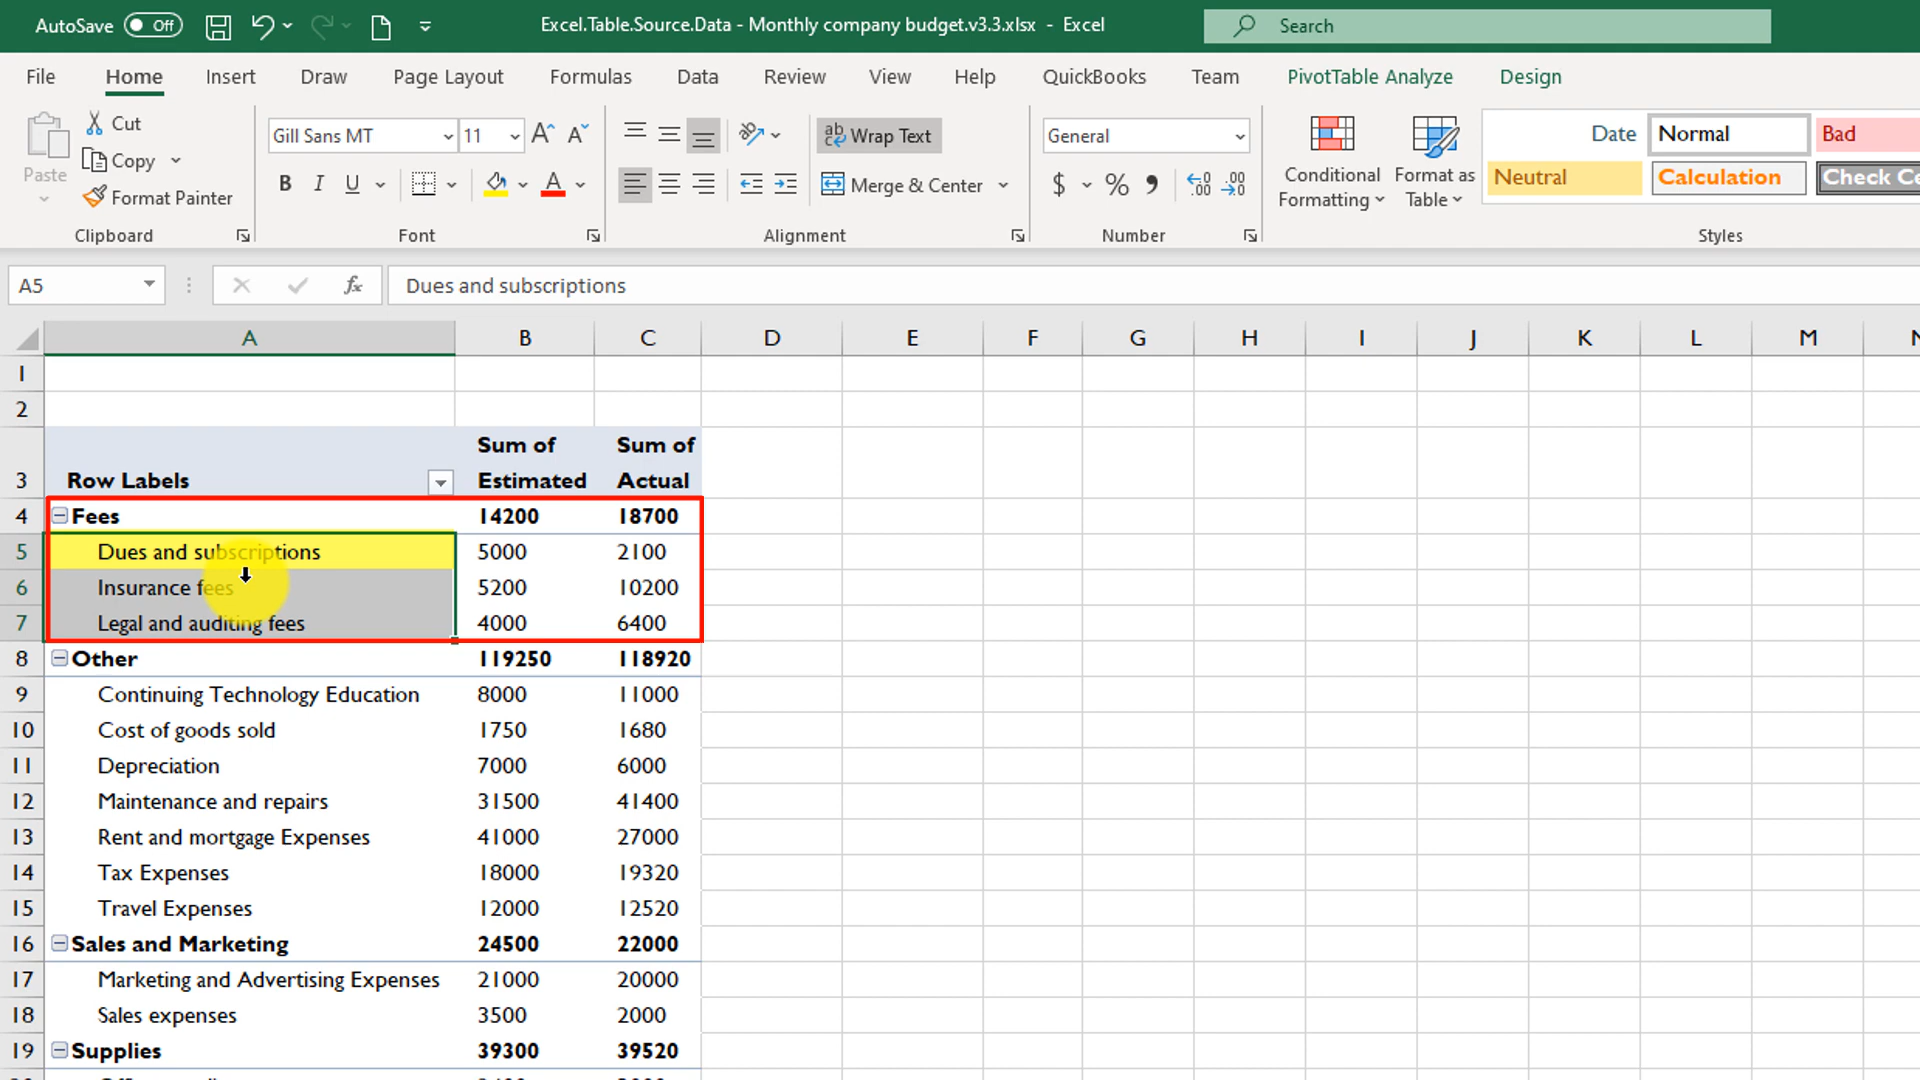 AutoSave Off Excel.Table.Source.Data - Monthly company budget.v3.3.xlsx - Excel Search
File Home Insert Draw Page Layout Formulas Data Review View Help QuickBooks Team PivotTable Analyze Design
Paste
Cut
Copy
Format Painter
Clipboard
Gill Sans MT 11 A A
B I U A
Font
ab Wrap Text
Merge & Center
Alignment
General
$ % .00 .00
Number
Conditional Formatting
Format as Table
Date Normal Bad
Neutral Calculation Check Ce
Styles
A5 fx Dues and subscriptions
A B C D E F G H I J K L M N
1
2
3 Row Labels Sum of Estimated Sum of Actual
4 Fees 14200 18700
5 Dues and subscriptions 5000 2100
6 Insurance fees 5200 10200
7 Legal and auditing fees 4000 6400
8 Other 119250 118920
9 Continuing Technology Education 8000 11000
10 Cost of goods sold 1750 1680
11 Depreciation 7000 6000
12 Maintenance and repairs 31500 41400
13 Rent and mortgage Expenses 41000 27000
14 Tax Expenses 18000 19320
15 Travel Expenses 12000 12520
16 Sales and Marketing 24500 22000
17 Marketing and Advertising Expenses 21000 20000
18 Sales expenses 3500 2000
19 Supplies 39300 39520